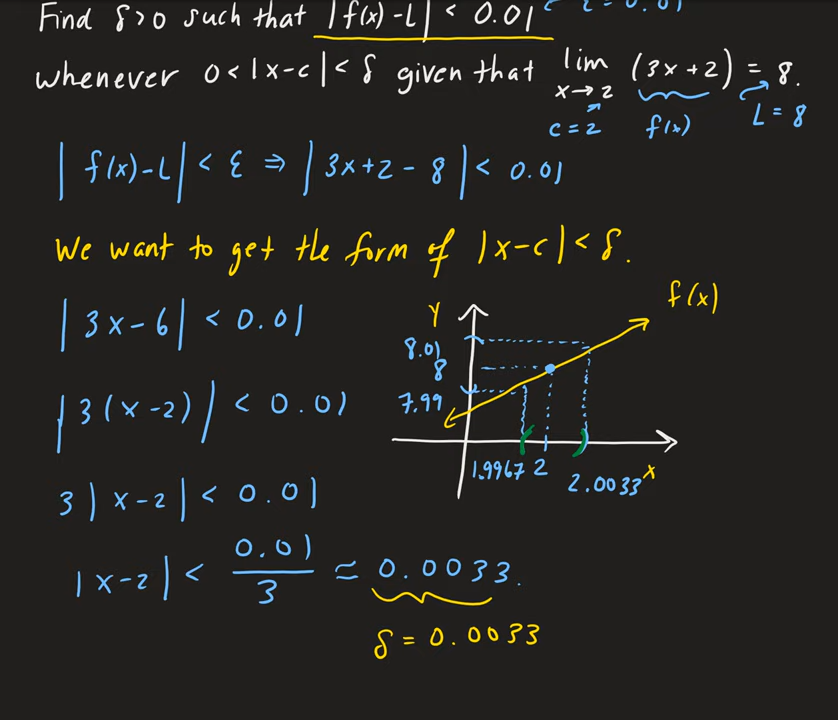 Find δ>0 such that |f(x)-L| < 0.01
whenever 0<|x-c|<δ given that lim x→2 (3x+2) = 8.
c=2 f(x) L=8
|f(x)-L| < ε ⇒ |3x+2-8| < 0.01
We want to get the form of |x-c|<δ.
|3x-6| < 0.01
|3(x-2)| < 0.01
3|x-2| < 0.01
|x-2| < 0.01/3 ≈ 0.0033.
δ = 0.0033
Y
f(x)
8.01
8
7.99
1.9967 2 2.0033 x